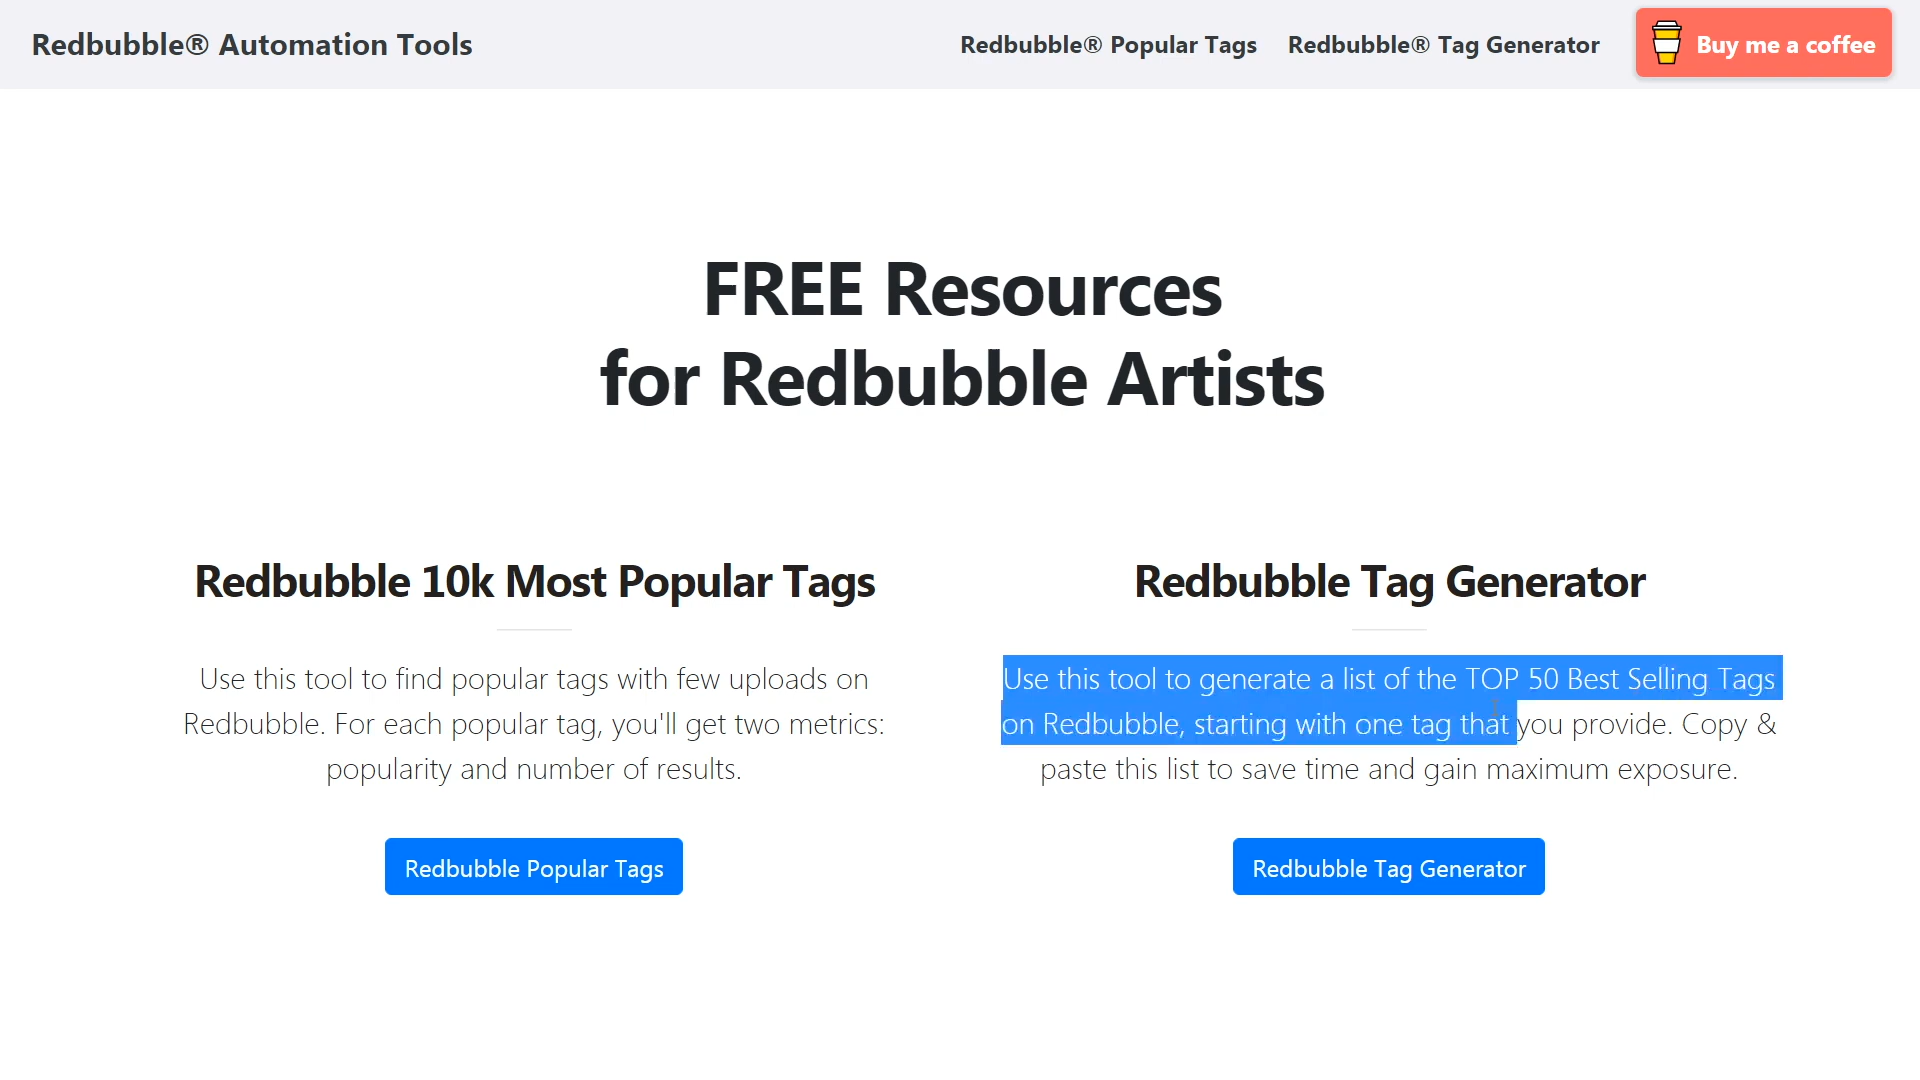 Redbubble® Automation Tools
Redbubble® Popular Tags
Redbubble® Tag Generator
Buy me a coffee
FREE Resources
for Redbubble Artists
Redbubble 10k Most Popular Tags
Use this tool to find popular tags with few uploads on
Redbubble. For each popular tag, you'll get two metrics:
popularity and number of results.
Redbubble Popular Tags
Redbubble Tag Generator
Use this tool to generate a list of the TOP 50 Best Selling Tags
on Redbubble, starting with one tag that you provide. Copy &
paste this list to save time and gain maximum exposure.
Redbubble Tag Generator